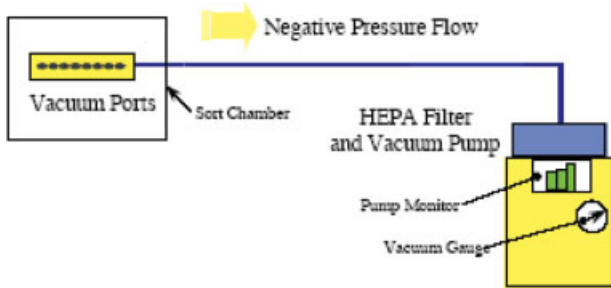 Negative Pressure Flow
Vacuum Ports
Sort Chamber
HEPA Filter
and Vacuum Pump
Pump Monitor
Vacuum Gauge